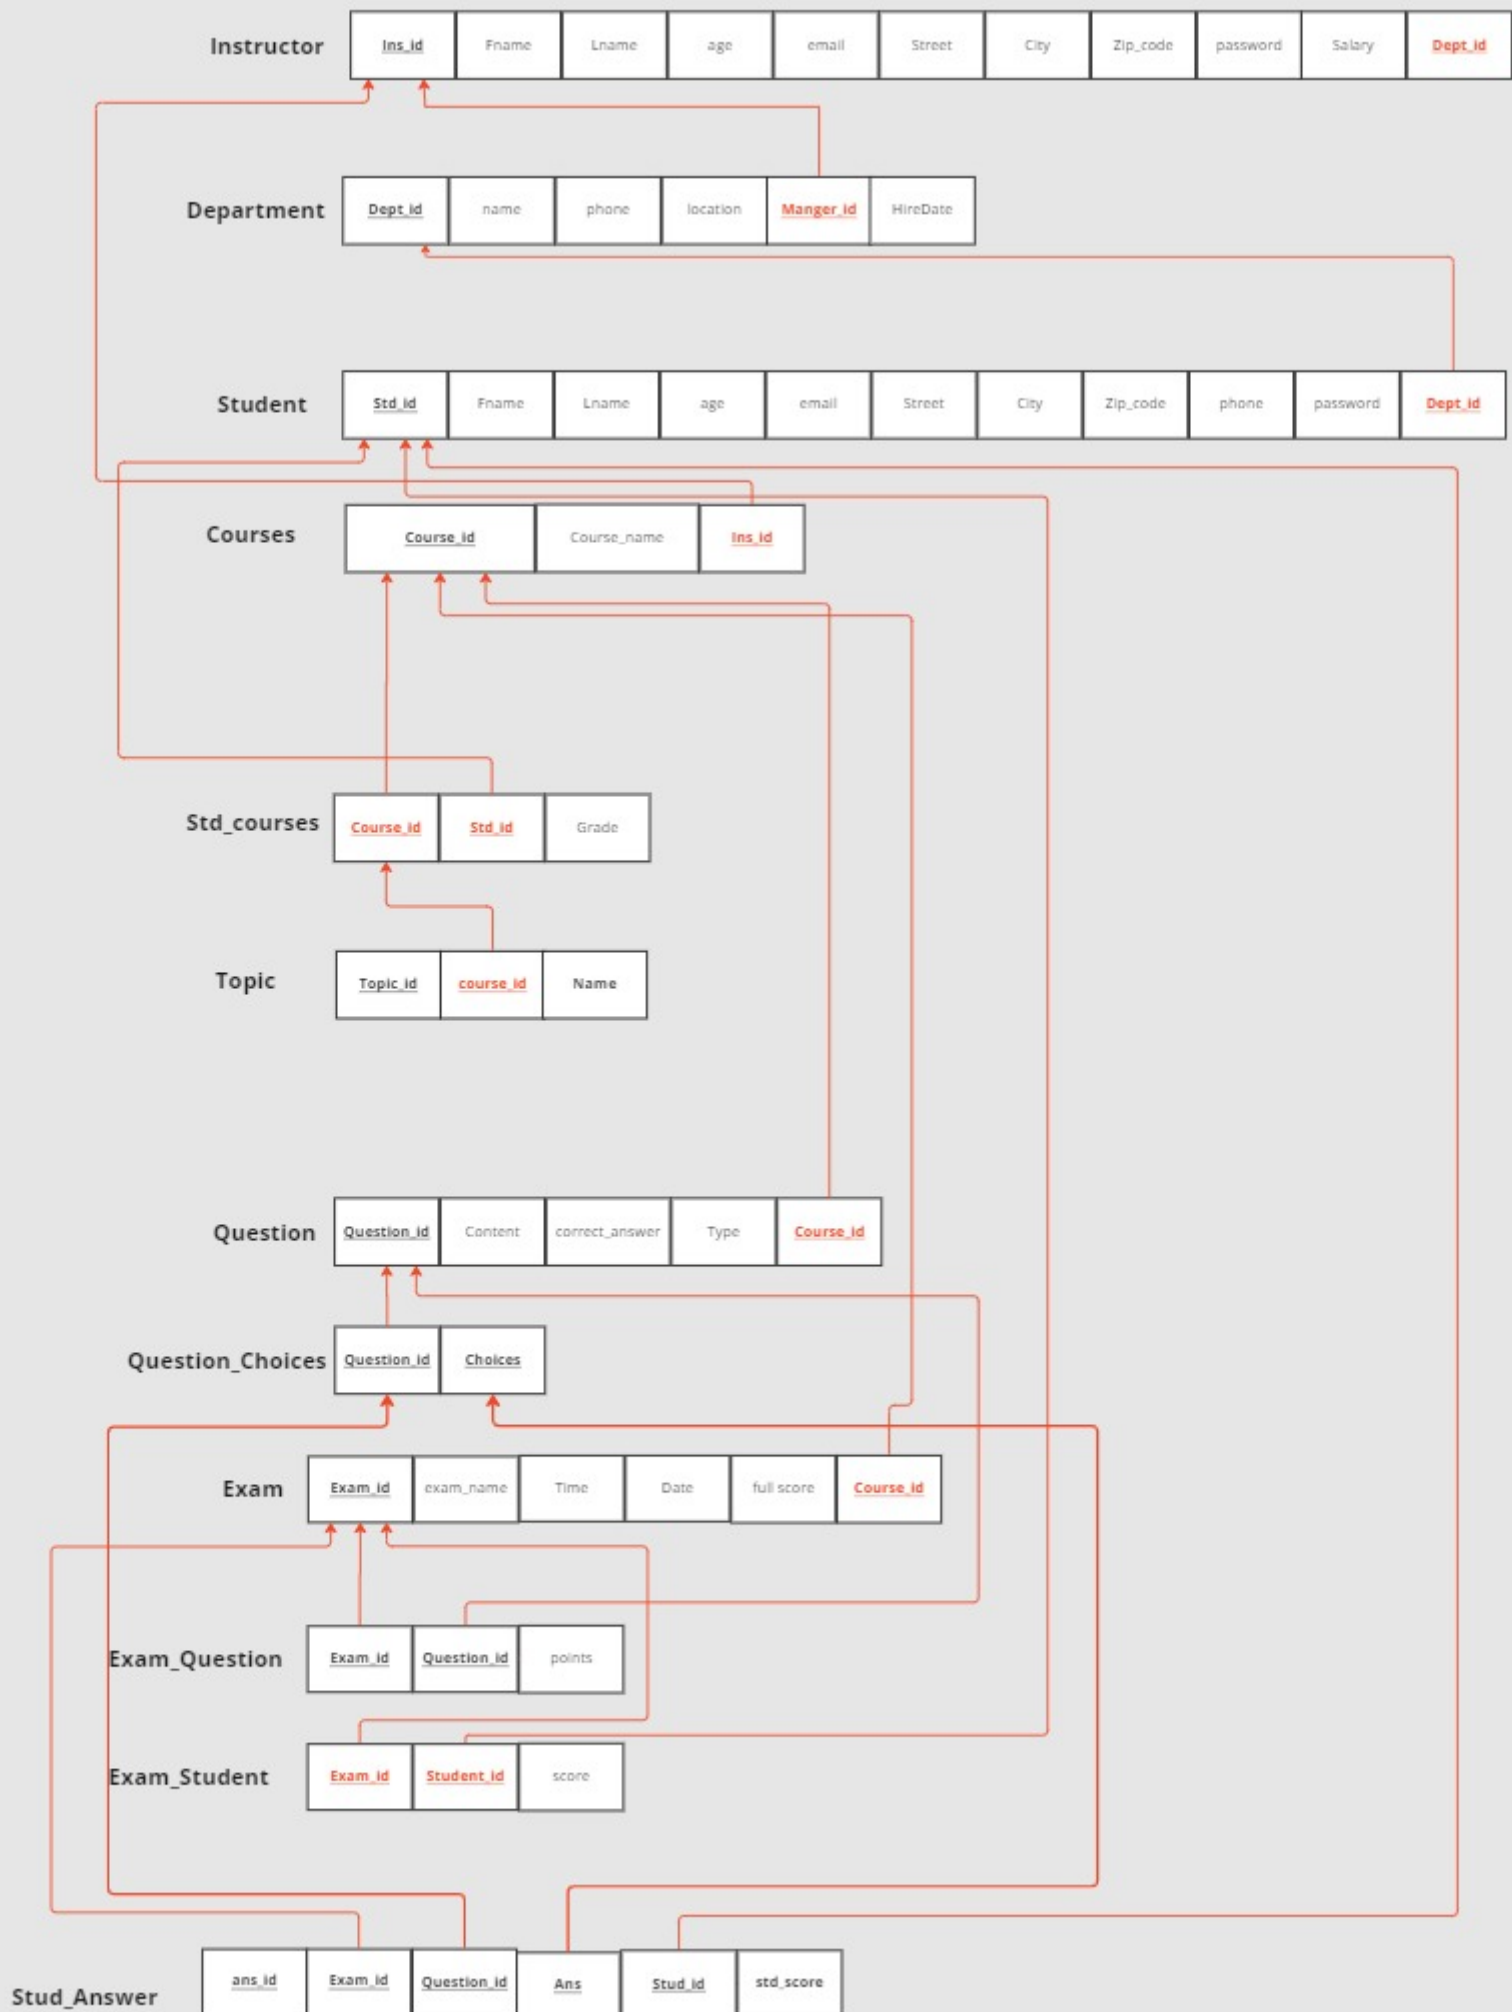 Instructor Ins_id Fname Lname age email Street City Zip_code password Salary Dept_id
Department Dept_id name phone location Manger_id HireDate
Student Std_id Fname Lname age email Street City Zip_code phone password Dept_id
Courses Course_id Course_name Ins_id
Std_courses Course_id Std_id Grade
Topic Topic_id course_id Name
Question Question_id Content correct_answer Type Course_id
Question_Choices Question_id Choices
Exam Exam_id exam_name Time Date full score Course_id
Exam_Question Exam_id Question_id points
Exam_Student Exam_id Student_id score
Stud_Answer ans_id Exam_id Question_id Ans Stud_id std_score